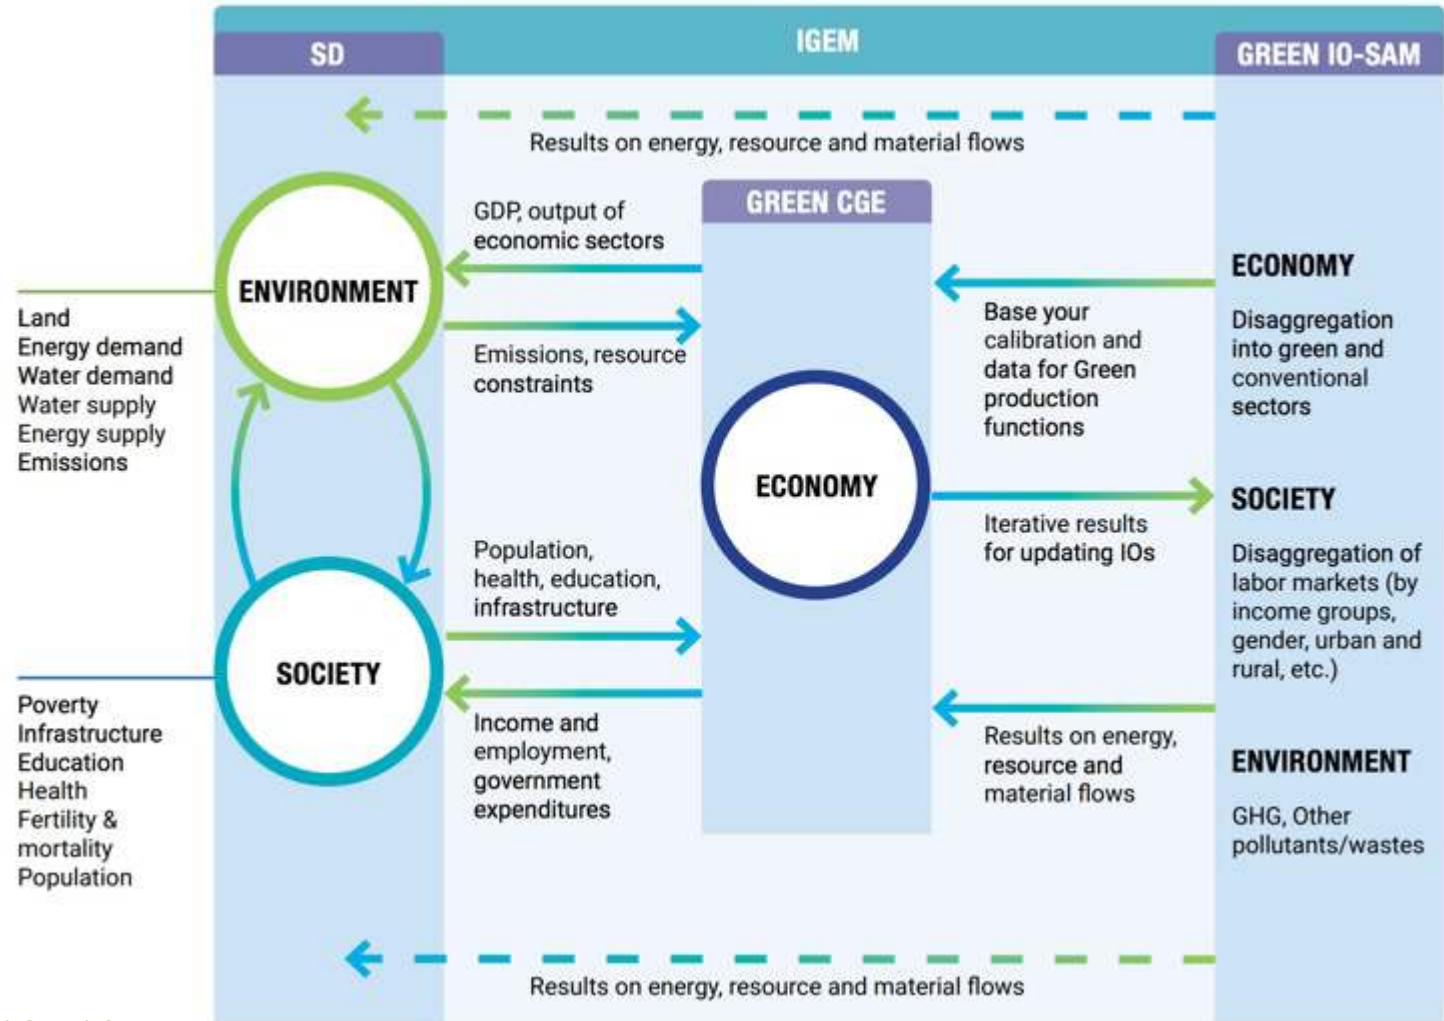 IGEM
SD
GREEN IO-SAM
Results on energy, resource and material flows
GREEN CGE
GDP, output of
economic sectors
ENVIRONMENT
Emissions, resource
constraints
Land
Energy demand
Water demand
Water supply
Energy supply
Emissions
Base your
calibration and
data for Green
production
functions
ECONOMY
Disaggregation
into green and
conventional
sectors
ECONOMY
Iterative results
for updating IOs
SOCIETY
Disaggregation of
labor markets (by
income groups,
gender, urban and
rural, etc.)
Population,
health, education,
infrastructure
SOCIETY
Income and
employment,
government
expenditures
Poverty
Infrastructure
Education
Health
Fertility &
mortality
Population
Results on energy,
resource and
material flows
ENVIRONMENT
GHG, Other
pollutants/wastes
Results on energy, resource and material flows